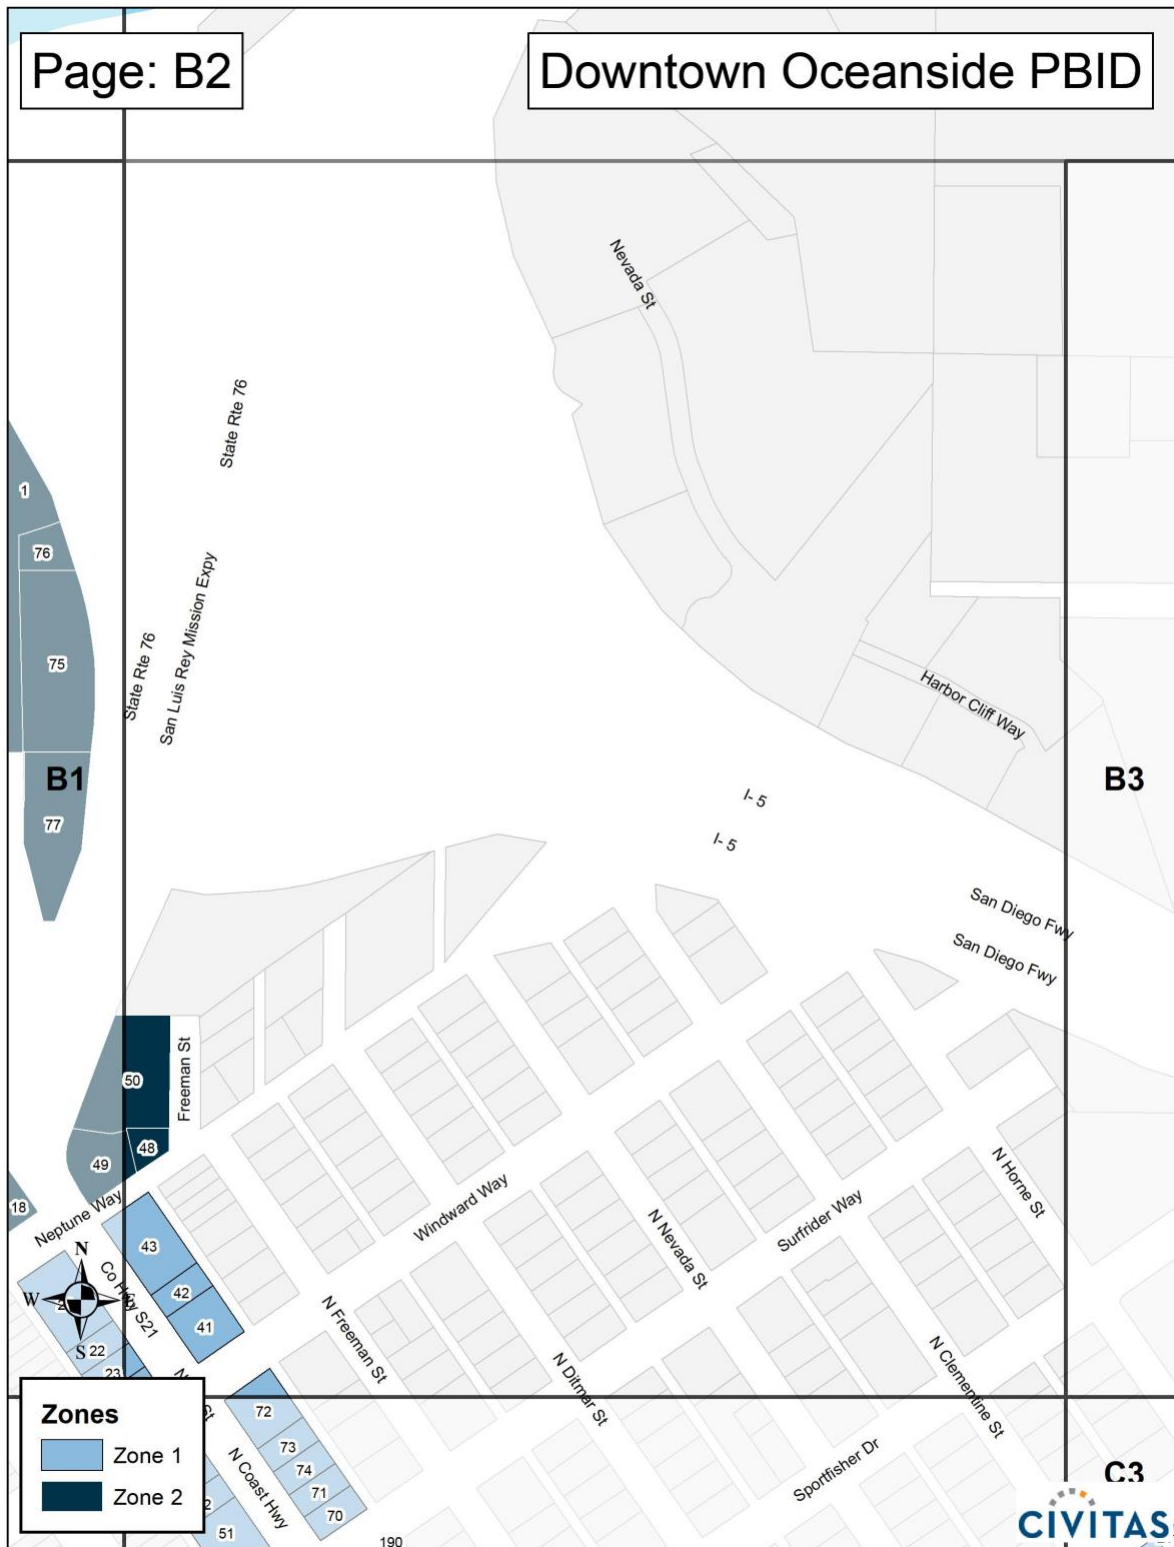 Page: B2
Downtown Oceanside PBID
Nevada St
State Rte 76
1
76
State Rte 76
San Luis Rey Mission Expy
75
Harbor Cliff Way
B1
B3
77
I- 5
I- 5
San Diego Fwy
San Diego Fwy
50
Freeman St
48
49
18
Neptune Way
Windward Way
N Horne St
N Nevada St
Surfrider Way
43
N
W
E
S
Co Hwy S21
42
41
22
23
N Freeman St
N Ditmar St
N Clementine St
72
73
74
71
70
N Coast Hwy
51
190
Sportfisher Dr
C3
Zones
Zone 1
Zone 2
CIVITAS